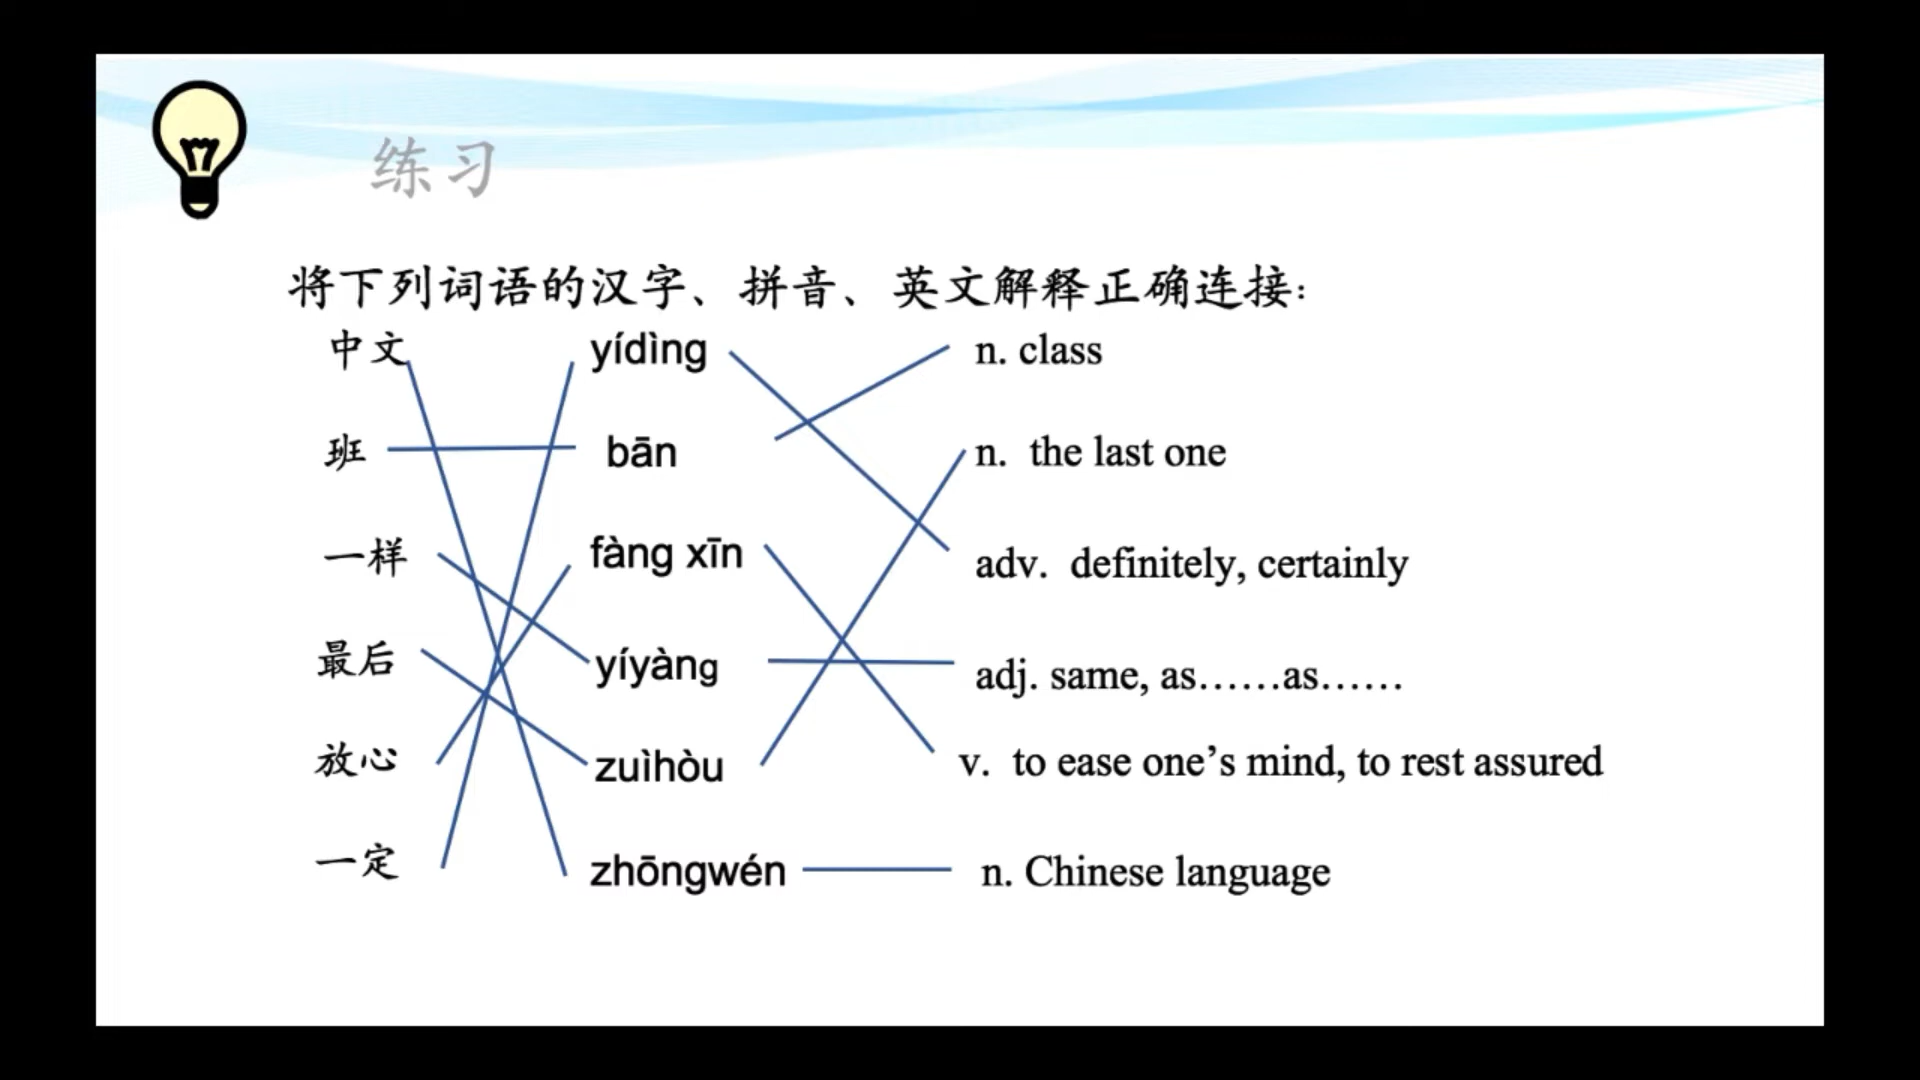 练习
将下列词语的汉字、拼音、英文解释正确连接：
中文 yídìng n. class
班 bān n. the last one
一样 fàng xīn adv. definitely, certainly
最后 yíyàng adj. same, as……as……
放心 zuìhòu v. to ease one’s mind, to rest assured
一定 zhōngwén n. Chinese language